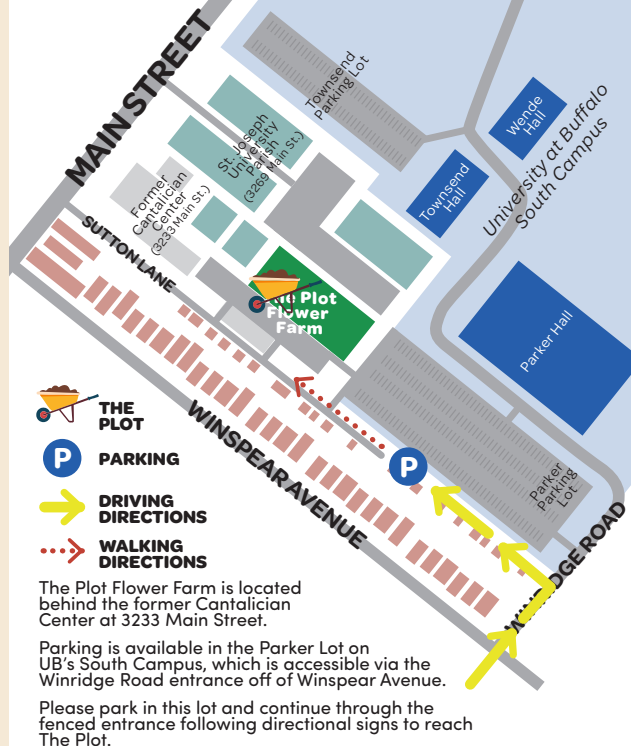 MAIN STREET
Townsend
Parking Lot
Wende
Hall
University at Buffalo
South Campus
St. Joseph
University
Parish
(3269 Main St.)
Townsend
Hall
Former
Cantalician
Center
(3233 Main St.)
SUTTON LANE
The Plot
Flower
Farm
Parker Hall
THE
PLOT
P
PARKING
P
WINSPEAR AVENUE
Parker
Parking
Lot
DRIVING
DIRECTIONS
WINRIDGE ROAD
WALKING
DIRECTIONS
The Plot Flower Farm is located
behind the former Cantalician
Center at 3233 Main Street.
Parking is available in the Parker Lot on
UB's South Campus, which is accessible via the
Winridge Road entrance off of Winspear Avenue.
Please park in this lot and continue through the
fenced entrance following directional signs to reach
The Plot.